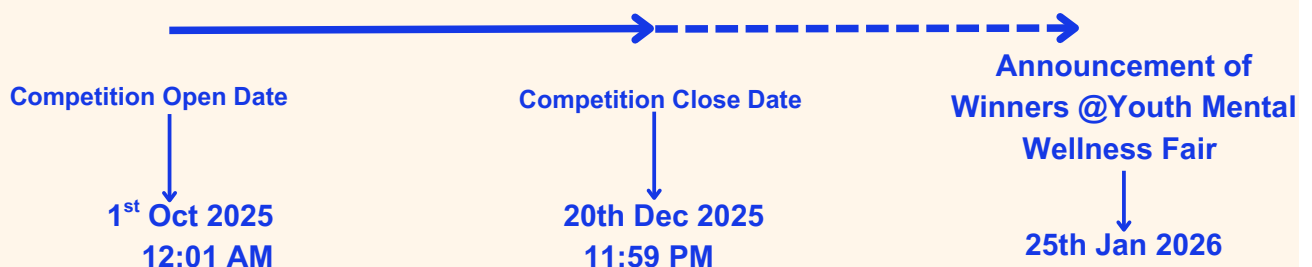 Competition Open Date
1st Oct 2025
12:01 AM
Competition Close Date
20th Dec 2025
11:59 PM
Announcement of
Winners @Youth Mental
Wellness Fair
25th Jan 2026